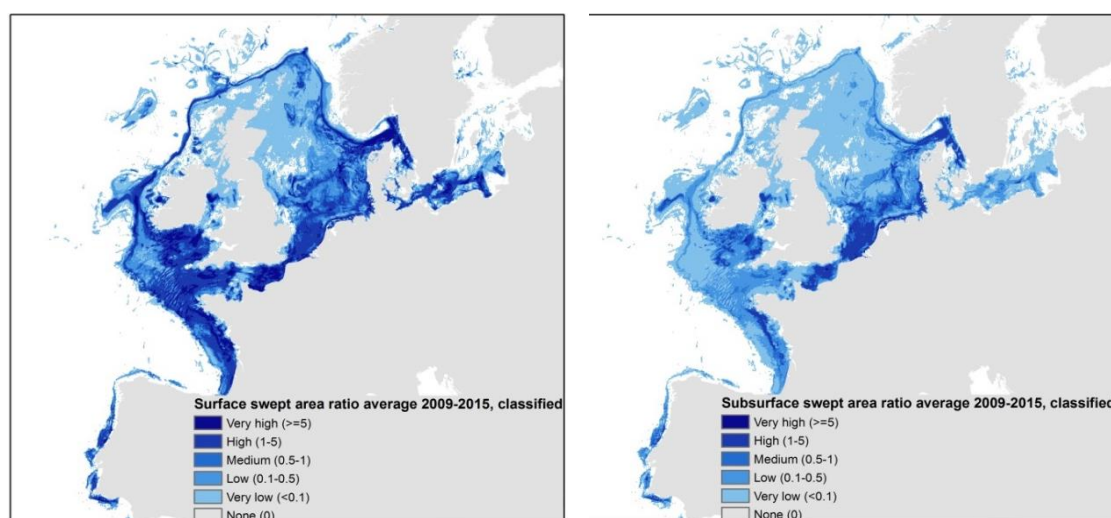 Surface swept area ratio average 2009-2015, classified
Very high (>=5)
High (1-5)
Medium (0.5-1)
Low (0.1-0.5)
Very low (<0.1)
None (0)
Subsurface swept area ratio average 2009-2015, classified
Very high (>=5)
High (1-5)
Medium (0.5-1)
Low (0.1-0.5)
Very low (<0.1)
None (0)